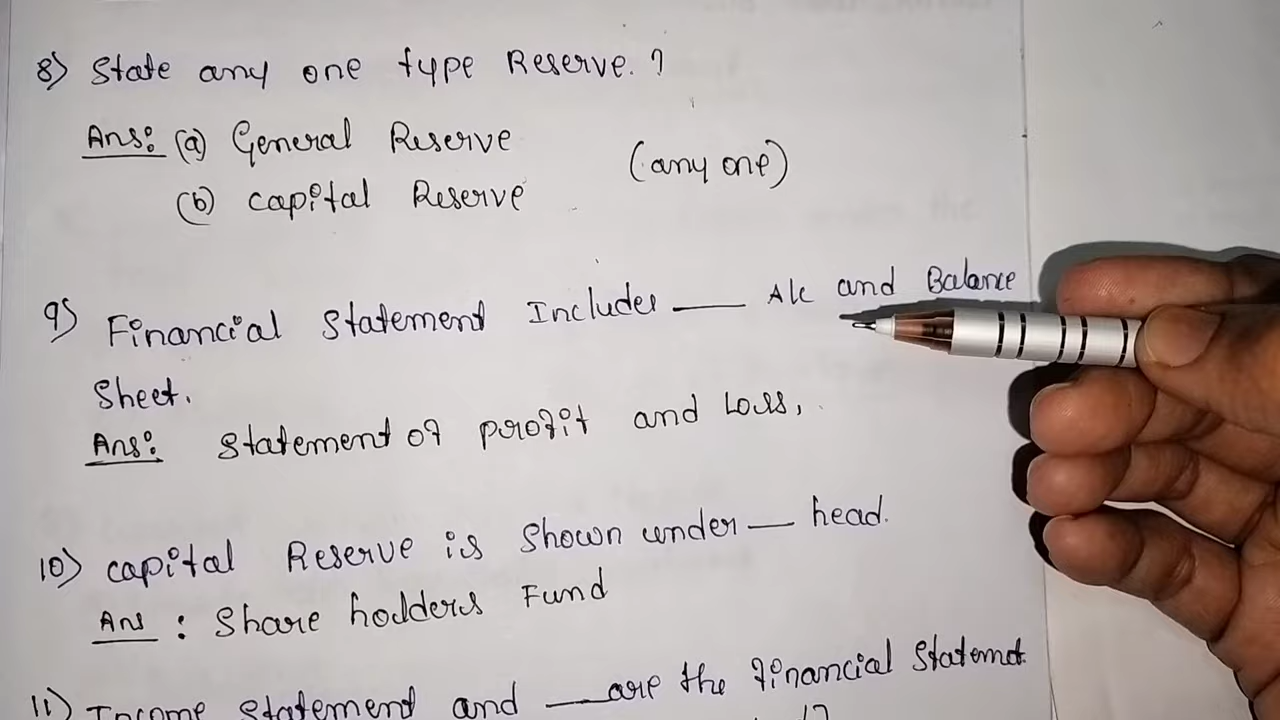 8) State any one type Reserve. ?
Ans: (a) General Reserve
(any one)
(b) capital Reserve
9) Financial Statement Includes ___ A/c and Balance
Sheet.
Ans: Statement of profit and Loss,
10) capital Reserve is shown under ___ head.
Ans : Share holders Fund
11) Income statement and ___ are the financial Statemet